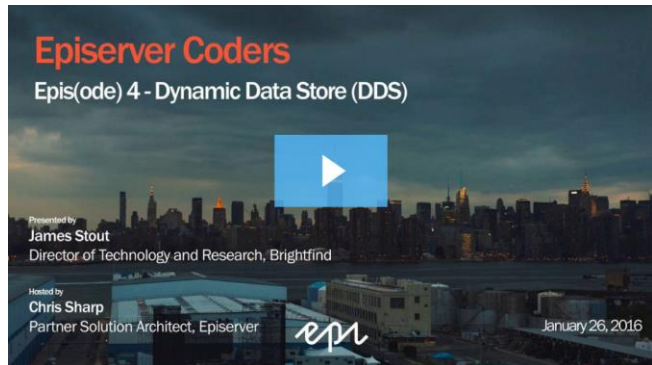 Episerver Coders
Epis(ode) 4 - Dynamic Data Store (DDS)
Presented by
James Stout
Director of Technology and Research, Brightfind
Hosted by
Chris Sharp
Partner Solution Architect, Episerver
epi
January 26, 2016